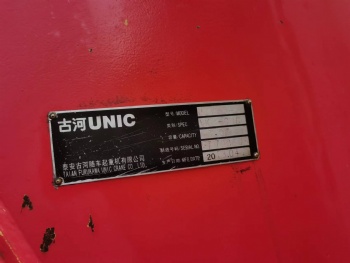 古河UNIC
型号 MODEL
规格 SPEC
容量 CAPACITY
制造号码 SERIAL NO.
生产日期 MFG DATE 20
泰安古河随车起重机有限公司
TAIAN FURUKAWA UNIC CRANE CO.,LTD.